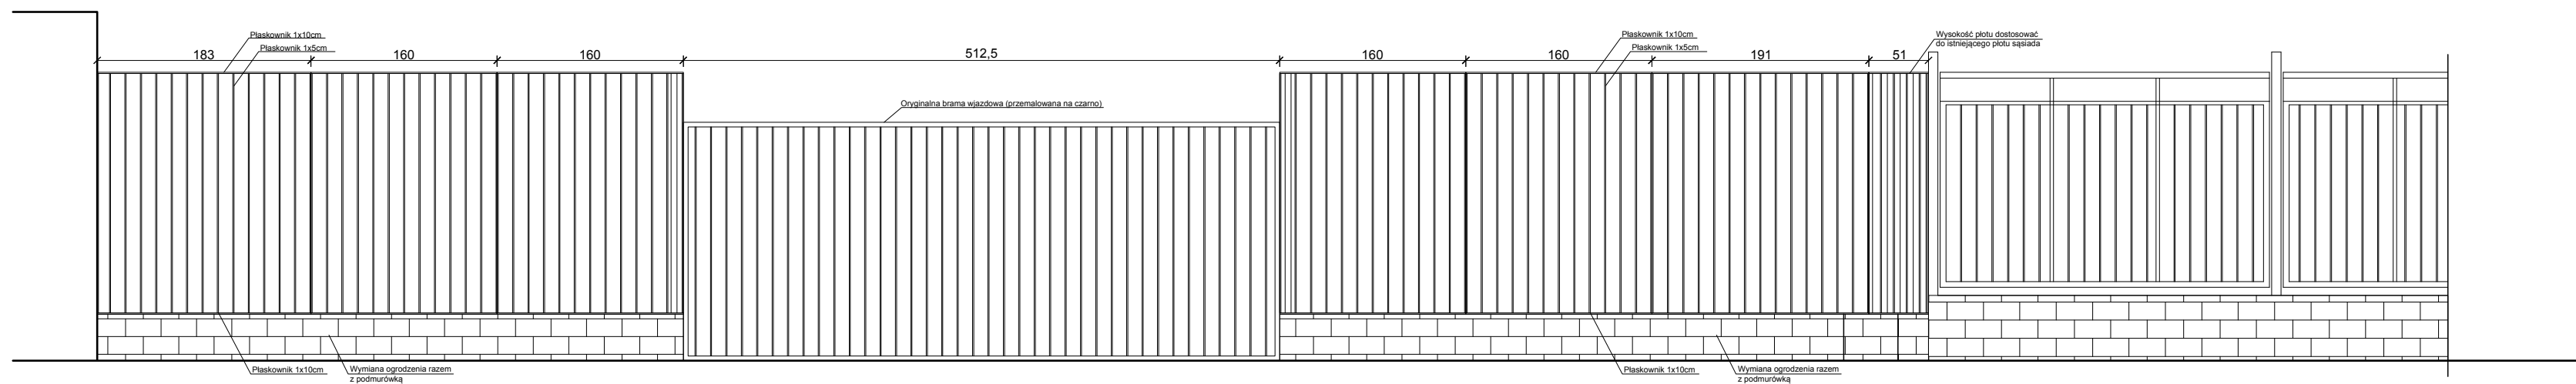 Płaskownik 1x10cm
Płaskownik 1x5cm
183
160
160
512,5
Oryginalna brama wjazdowa (przemalowana na czarno)
Płaskownik 1x10cm
Płaskownik 1x5cm
160
160
191
51
Wysokość płotu dostosować
do istniejącego płotu sąsiada
Płaskownik 1x10cm
Wymiana ogrodzenia razem
z podmurówką
Płaskownik 1x10cm
Wymiana ogrodzenia razem
z podmurówką